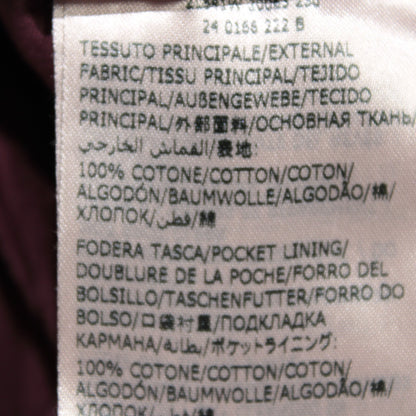 24 0166 222 B
TESSUTO PRINCIPALE/EXTERNAL
FABRIC/TISSU PRINCIPAL/TEJIDO
PRINCIPAL/AUßENGEWEBE/TECIDO
PRINCIPAL/外部面料/ОСНОВНАЯ ТКАНЬ/
القماش الخارجي/表地:
100% COTONE/COTTON/COTON/
ALGODÓN/BAUMWOLLE/ALGODÃO/棉/
ХЛОПОК/قطن/綿
FODERA TASCA/POCKET LINING/
DOUBLURE DE LA POCHE/FORRO DEL
BOLSILLO/TASCHENFUTTER/FORRO DO
BOLSO/口袋衬里/ПОДКЛАДКА
КАРМАНА/بطانة/ポケットライニング:
100% COTONE/COTTON/COTON/
ALGODÓN/BAUMWOLLE/ALGODÃO/棉/
ХЛОПОК/قطن/綿